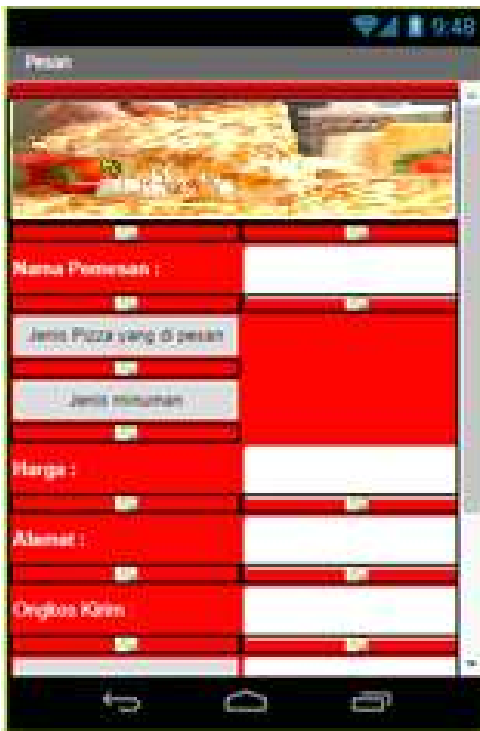 9:48
Pesan
Nama Pemesan :
Jenis Pizza yang di pesan
Jenis minuman
Harga :
Alamat :
Ongkos Kirim